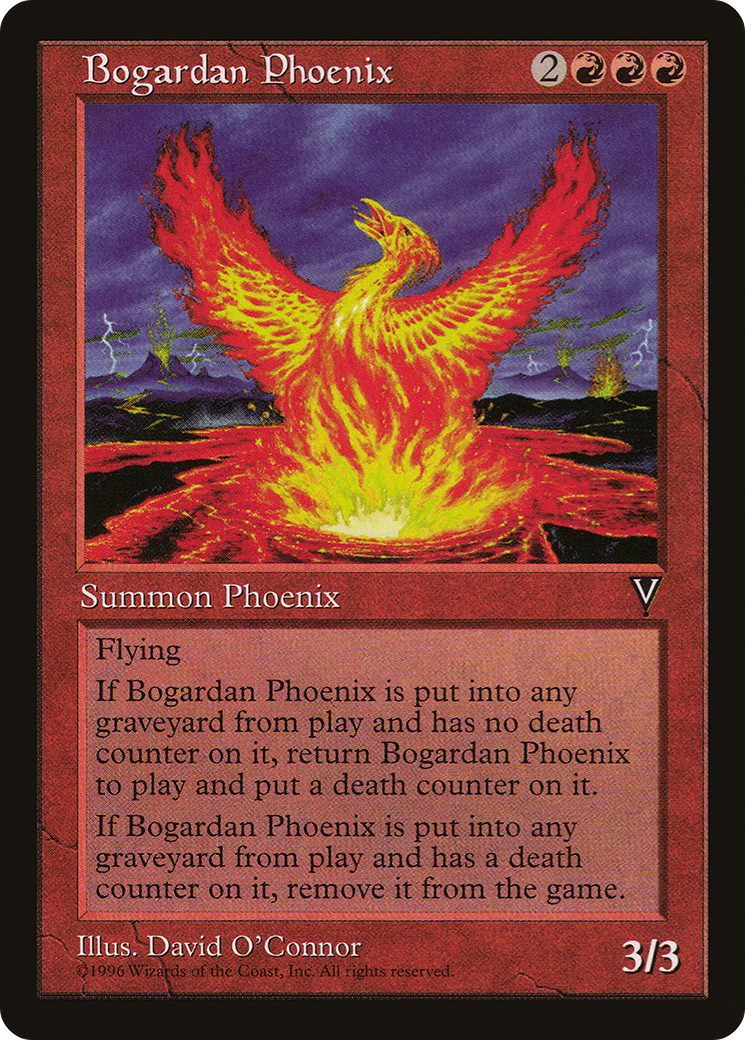 Bogardan Phoenix
2
Summon Phoenix
V
Flying
If Bogardan Phoenix is put into any
graveyard from play and has no death
counter on it, return Bogardan Phoenix
to play and put a death counter on it.
If Bogardan Phoenix is put into any
graveyard from play and has a death
counter on it, remove it from the game.
Illus. David O'Connor
©1996 Wizards of the Coast, Inc. All rights reserved.
3/3